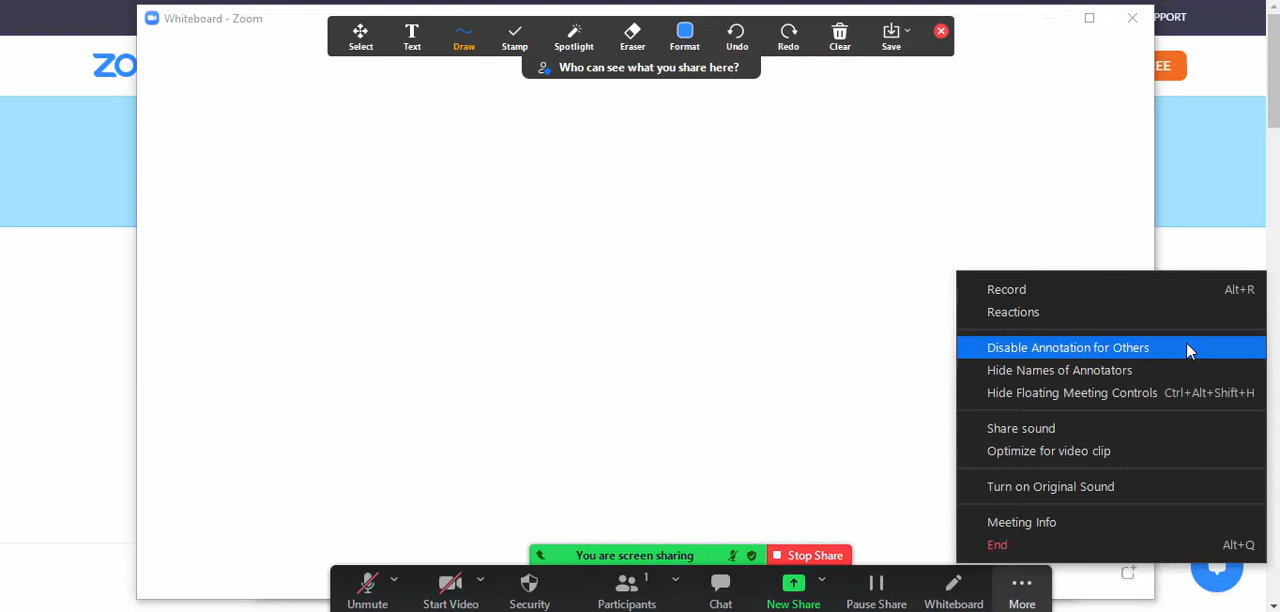 Whiteboard - Zoom
PPORT
Select
Text
Draw
Stamp
Spotlight
Eraser
Format
Undo
Redo
Clear
Save
Who can see what you share here?
ZO
EE
Record Alt+R
Reactions
Disable Annotation for Others
Hide Names of Annotators
Hide Floating Meeting Controls Ctrl+Alt+Shift+H
Share sound
Optimize for video clip
Turn on Original Sound
Meeting Info
End Alt+Q
You are screen sharing
Stop Share
Unmute
Start Video
Security
Participants 1
Chat
New Share
Pause Share
Whiteboard
More